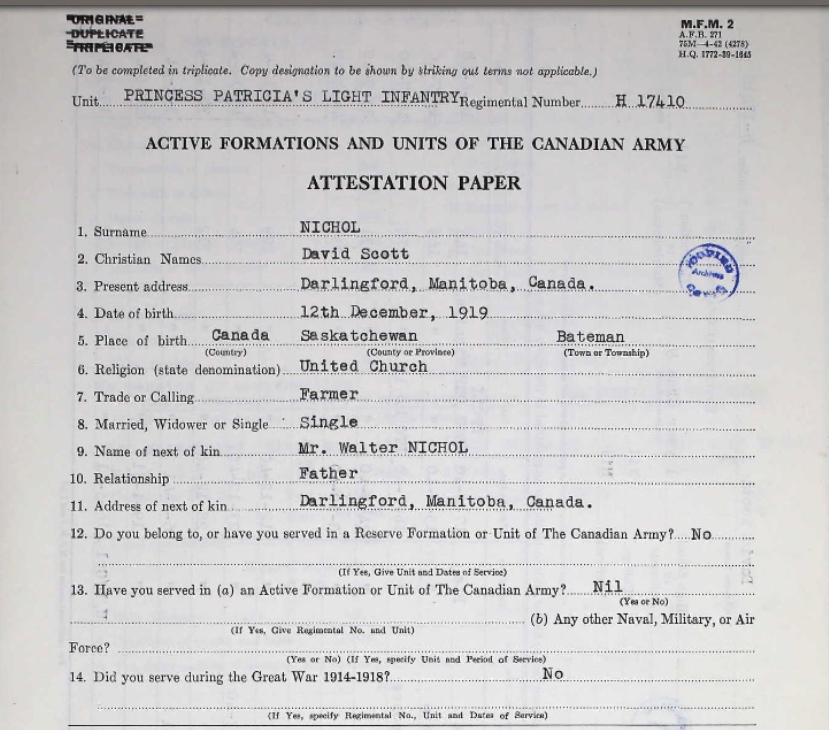 ORIGINAL
DUPLICATE
TRIPLICATE
M.F.M. 2
A.F.B. 271
75M—4-42 (4278)
H.Q. 1772-39-1645
(To be completed in triplicate. Copy designation to be shown by striking out terms not applicable.)
Unit PRINCESS PATRICIA'S LIGHT INFANTRY Regimental Number H 17410
ACTIVE FORMATIONS AND UNITS OF THE CANADIAN ARMY
ATTESTATION PAPER
1. Surname NICHOL
2. Christian Names David Scott
3. Present address Darlingford, Manitoba, Canada.
4. Date of birth 12th December, 1919
5. Place of birth Canada Saskatchewan Bateman
(Country) (County or Province) (Town or Township)
6. Religion (state denomination) United Church
7. Trade or Calling Farmer
8. Married, Widower or Single Single
9. Name of next of kin Mr. Walter NICHOL
10. Relationship Father
11. Address of next of kin Darlingford, Manitoba, Canada.
12. Do you belong to, or have you served in a Reserve Formation or Unit of The Canadian Army? No
(If Yes, Give Unit and Dates of Service)
13. Have you served in (a) an Active Formation or Unit of The Canadian Army? Nil
(Yes or No)
(b) Any other Naval, Military, or Air
(If Yes, Give Regimental No. and Unit)
Force?
(Yes or No) (If Yes, specify Unit and Period of Service)
14. Did you serve during the Great War 1914-1918? No
(If Yes, specify Regimental No., Unit and Dates of Service)